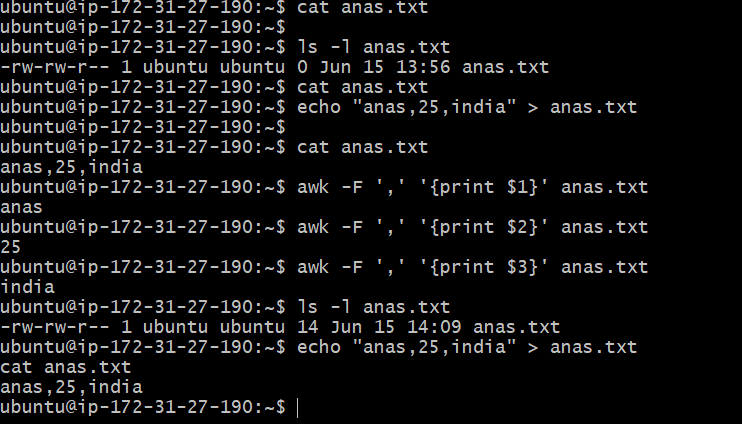 ubuntu@ip-172-31-27-190:~$ cat anas.txt
ubuntu@ip-172-31-27-190:~$
ubuntu@ip-172-31-27-190:~$ ls -l anas.txt
-rw-rw-r-- 1 ubuntu ubuntu 0 Jun 15 13:56 anas.txt
ubuntu@ip-172-31-27-190:~$ cat anas.txt
ubuntu@ip-172-31-27-190:~$ echo "anas,25,india" > anas.txt
ubuntu@ip-172-31-27-190:~$
ubuntu@ip-172-31-27-190:~$ cat anas.txt
anas,25,india
ubuntu@ip-172-31-27-190:~$ awk -F ',' '{print $1}' anas.txt
anas
ubuntu@ip-172-31-27-190:~$ awk -F ',' '{print $2}' anas.txt
25
ubuntu@ip-172-31-27-190:~$ awk -F ',' '{print $3}' anas.txt
india
ubuntu@ip-172-31-27-190:~$ ls -l anas.txt
-rw-rw-r-- 1 ubuntu ubuntu 14 Jun 15 14:09 anas.txt
ubuntu@ip-172-31-27-190:~$ echo "anas,25,india" > anas.txt
cat anas.txt
anas,25,india
ubuntu@ip-172-31-27-190:~$